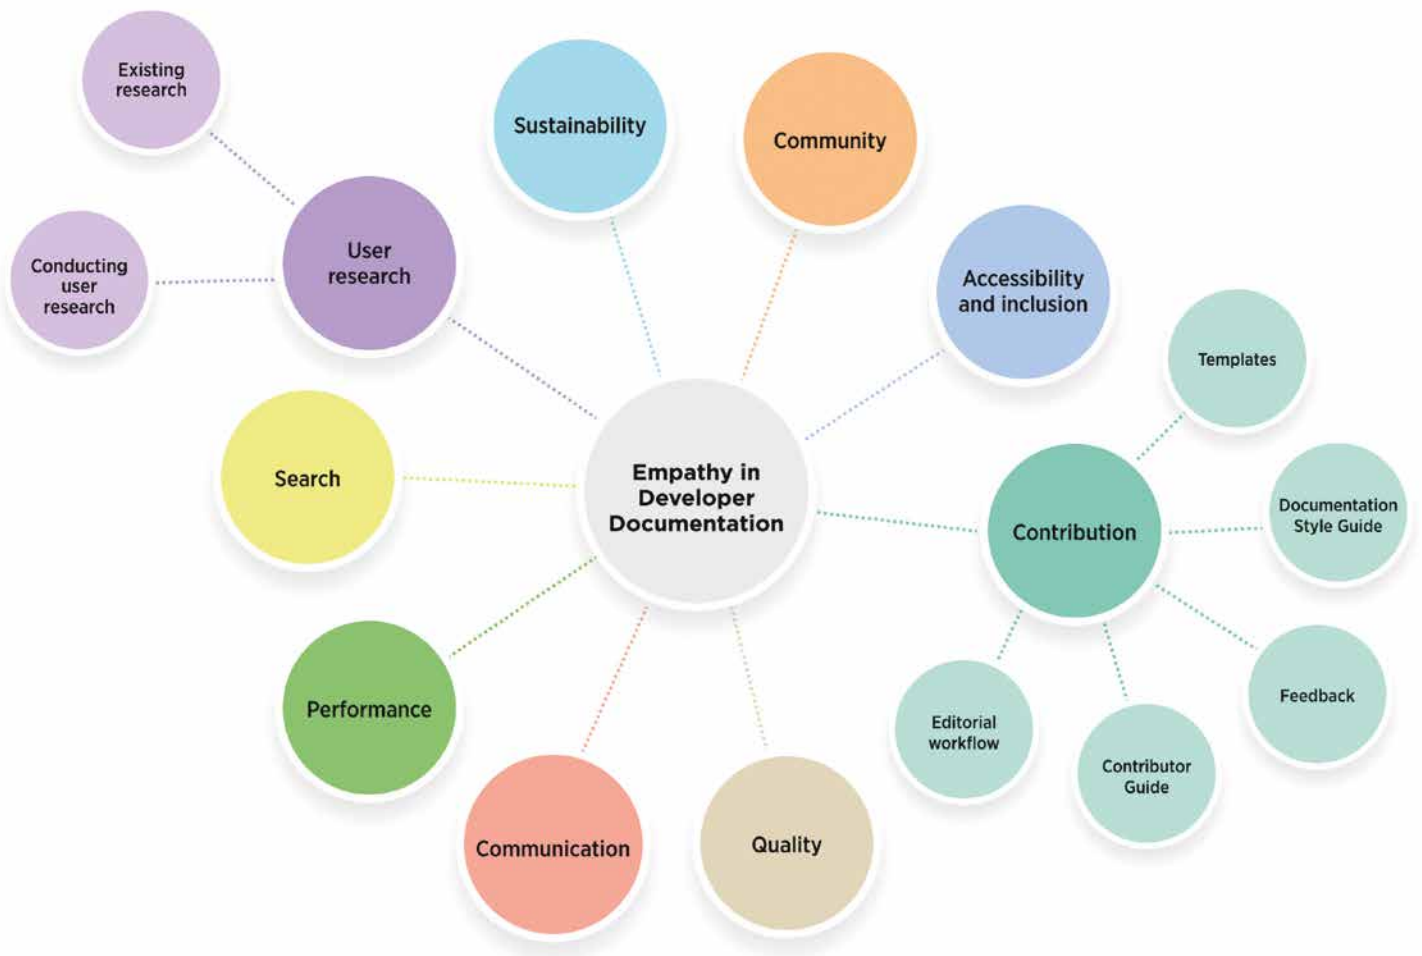 Existing
research
Sustainability
Community
User
research
Conducting
user
research
Accessibility
and inclusion
Templates
Search
Empathy in
Developer
Documentation
Contribution
Documentation
Style Guide
Performance
Editorial
workflow
Contributor
Guide
Feedback
Communication
Quality